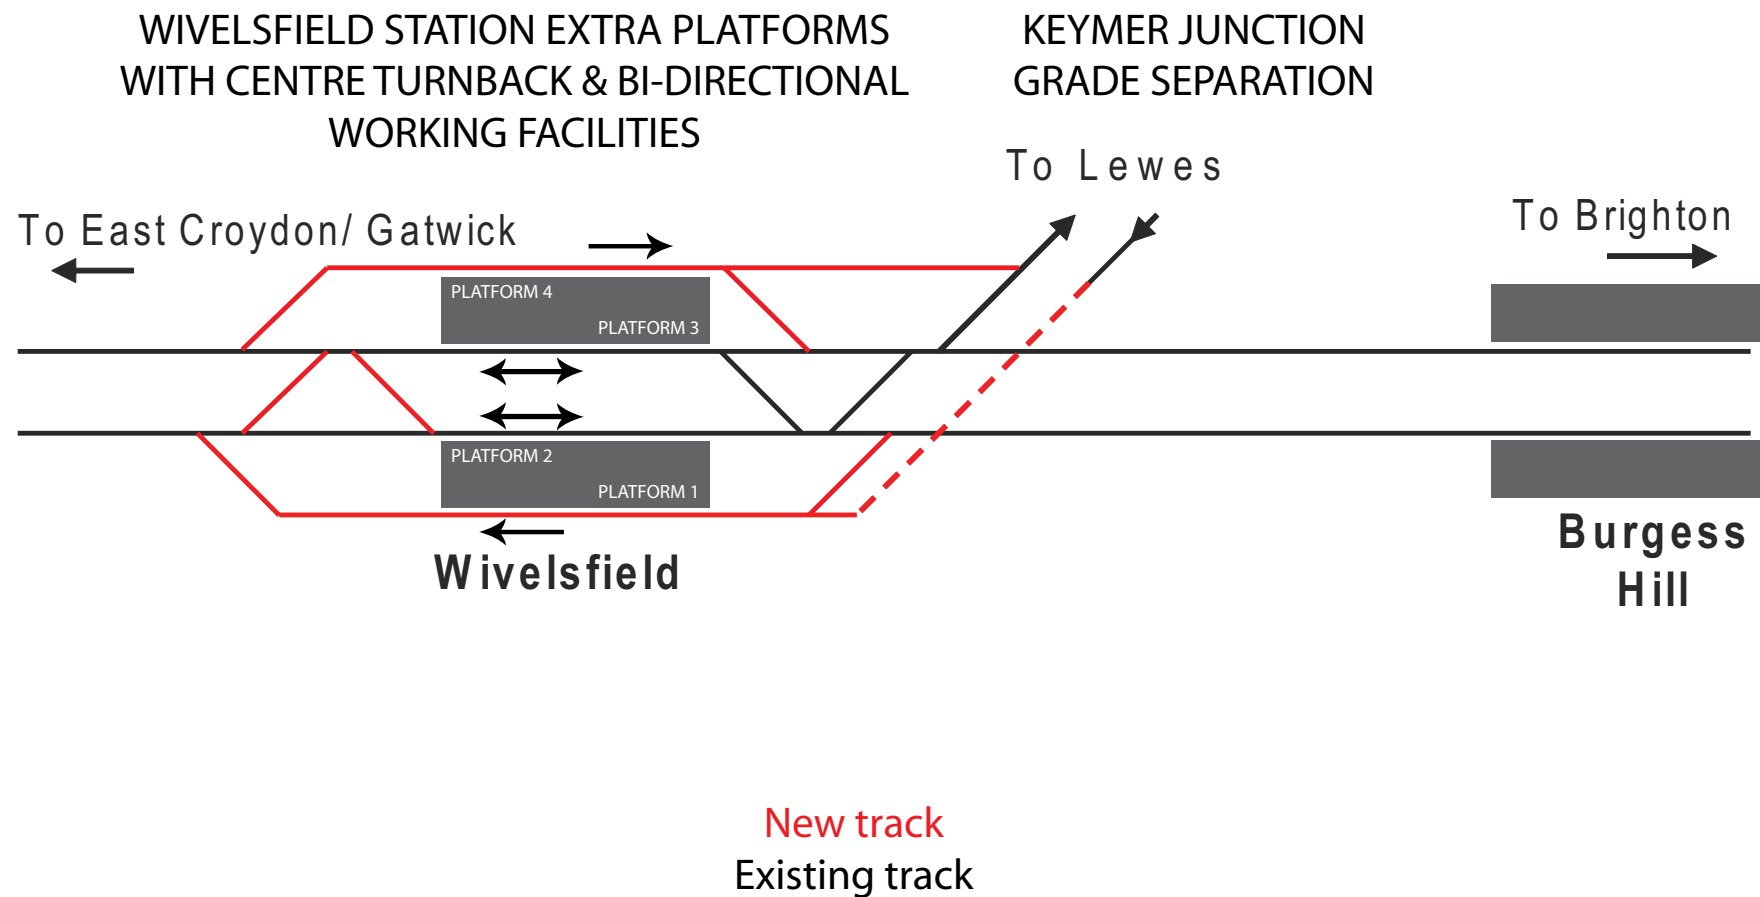 WIVELSFIELD STATION EXTRA PLATFORMS
WITH CENTRE TURNBACK & BI-DIRECTIONAL
WORKING FACILITIES
KEYMER JUNCTION
GRADE SEPARATION
To Lewes
To East Croydon/ Gatwick
To Brighton
PLATFORM 4
PLATFORM 3
PLATFORM 2
PLATFORM 1
Wivelsfield
Burgess
Hill
New track
Existing track